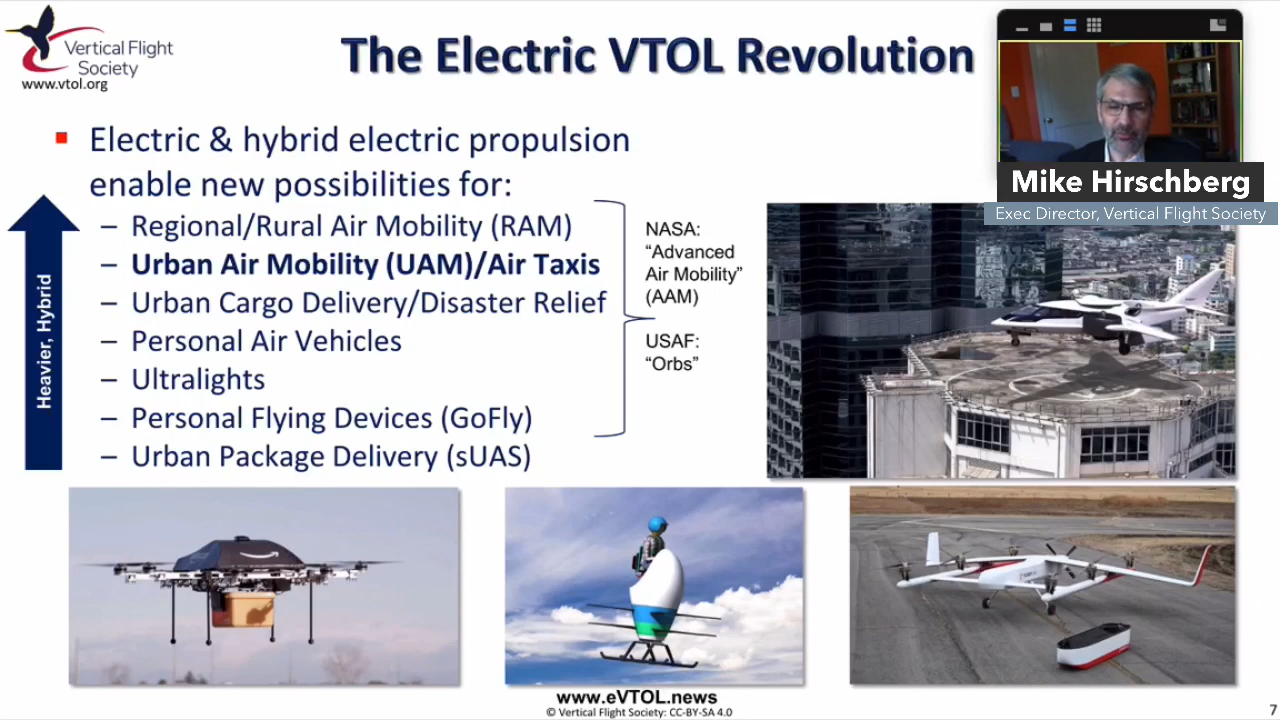 Vertical Flight
Society
www.vtol.org
The Electric VTOL Revolution
Mike Hirschberg
Exec Director, Vertical Flight Society
▪ Electric & hybrid electric propulsion
enable new possibilities for:
– Regional/Rural Air Mobility (RAM)
– Urban Air Mobility (UAM)/Air Taxis
– Urban Cargo Delivery/Disaster Relief
– Personal Air Vehicles
– Ultralights
– Personal Flying Devices (GoFly)
– Urban Package Delivery (sUAS)
Heavier, Hybrid
NASA:
“Advanced
Air Mobility”
(AAM)
USAF:
“Orbs”
www.eVTOL.news
© Vertical Flight Society: CC-BY-SA 4.0
7